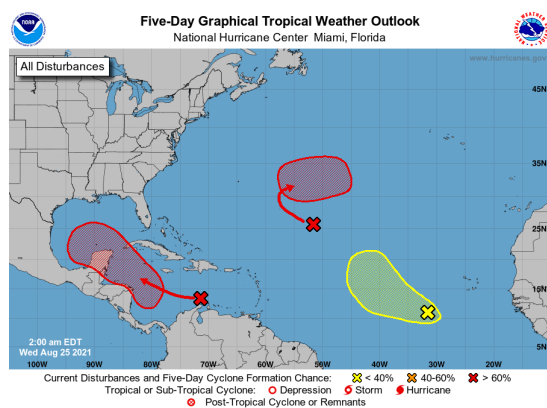 Five-Day Graphical Tropical Weather Outlook
National Hurricane Center Miami, Florida
NOAA
All Disturbances
www.hurricanes.gov
45N
35N
25N
15N
5N
2:00 am EDT
Wed Aug 25 2021
100W 90W 80W 70W 60W 50W 40W 30W
Current Disturbances and Five-Day Cyclone Formation Chance: < 40% 40-60% > 60%
Tropical or Sub-Tropical Cyclone: Depression Storm Hurricane
Post-Tropical Cyclone or Remnants